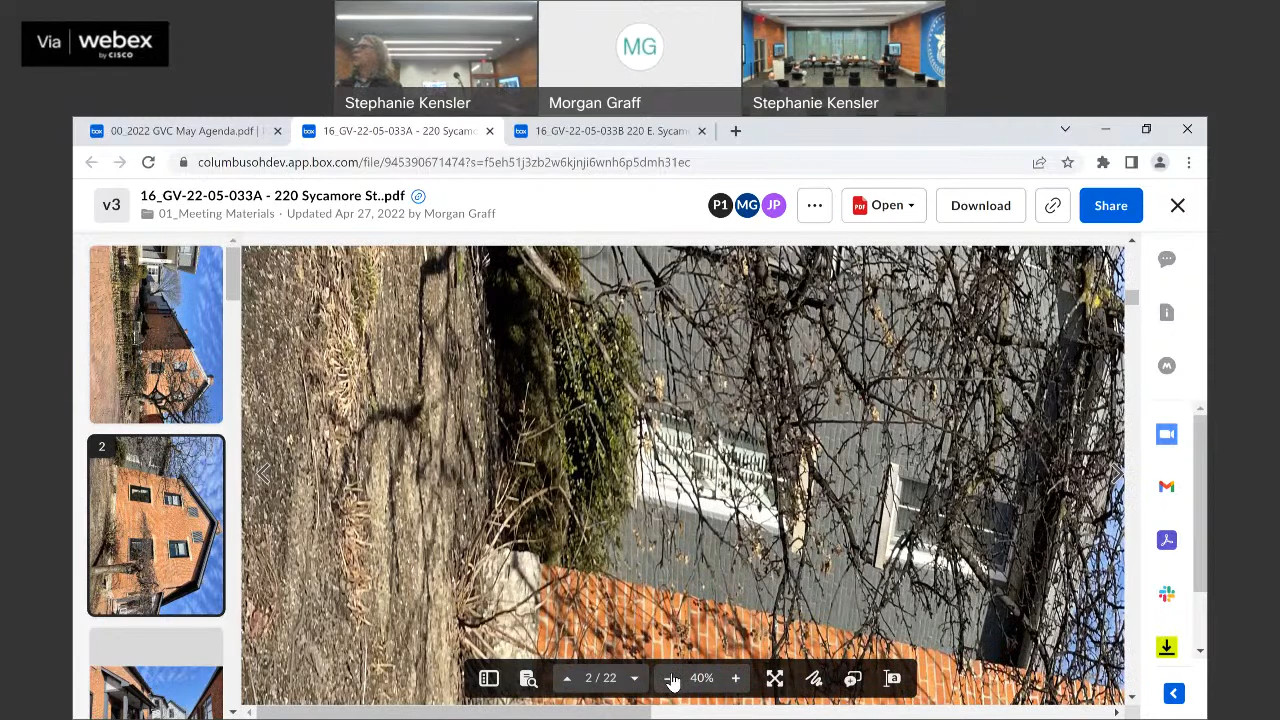 Via webex
by CISCO
MG
Stephanie Kensler
Morgan Graff
Stephanie Kensler
00_2022 GVC May Agenda.pdf |
16_GV-22-05-033A - 220 Sycamo
16_GV-22-05-033B 220 E. Sycam
columbusohdev.app.box.com/file/945390671474?s=f5eh51j3zb2w6kjnji6wnh6p5dmh31ec
v3
16_GV-22-05-033A - 220 Sycamore St..pdf
1_Meeting Materials · Updated Apr 27, 2022 by Morgan Graff
P1 MG JP
Open
Download
Share
2
2 / 22
40%